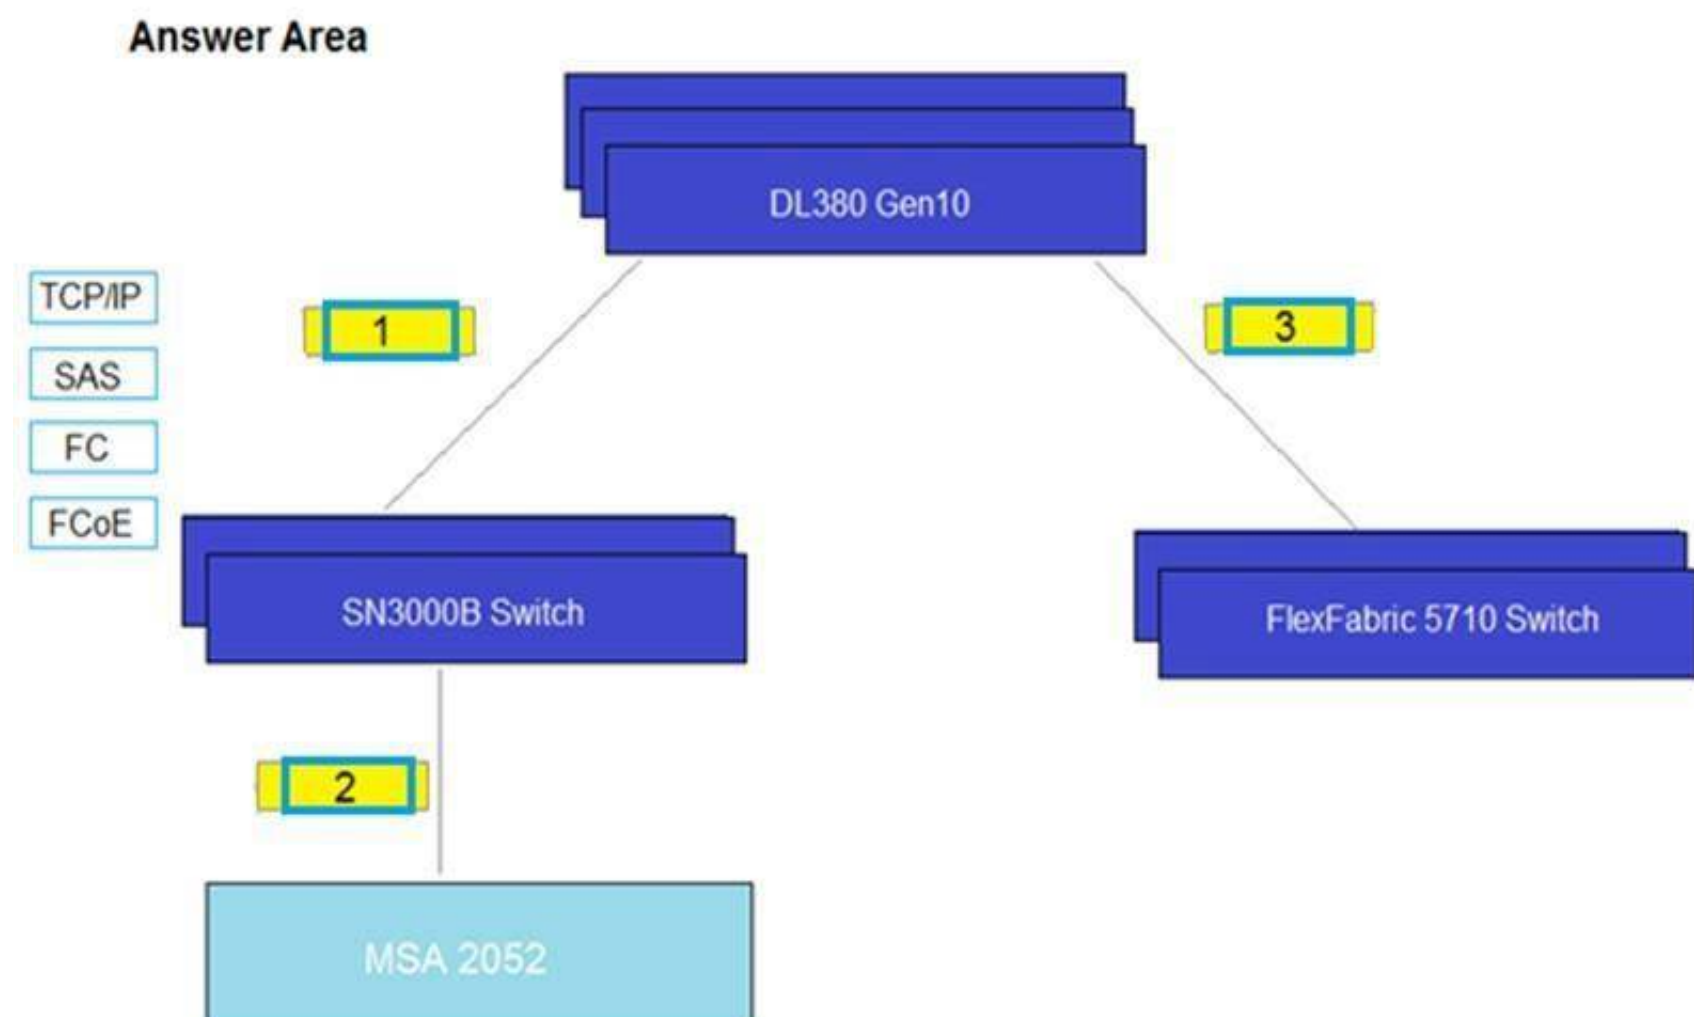 Answer Area
DL380 Gen10
TCP/IP
SAS
FC
FCoE
1
3
SN3000B Switch
FlexFabric 5710 Switch
2
MSA 2052